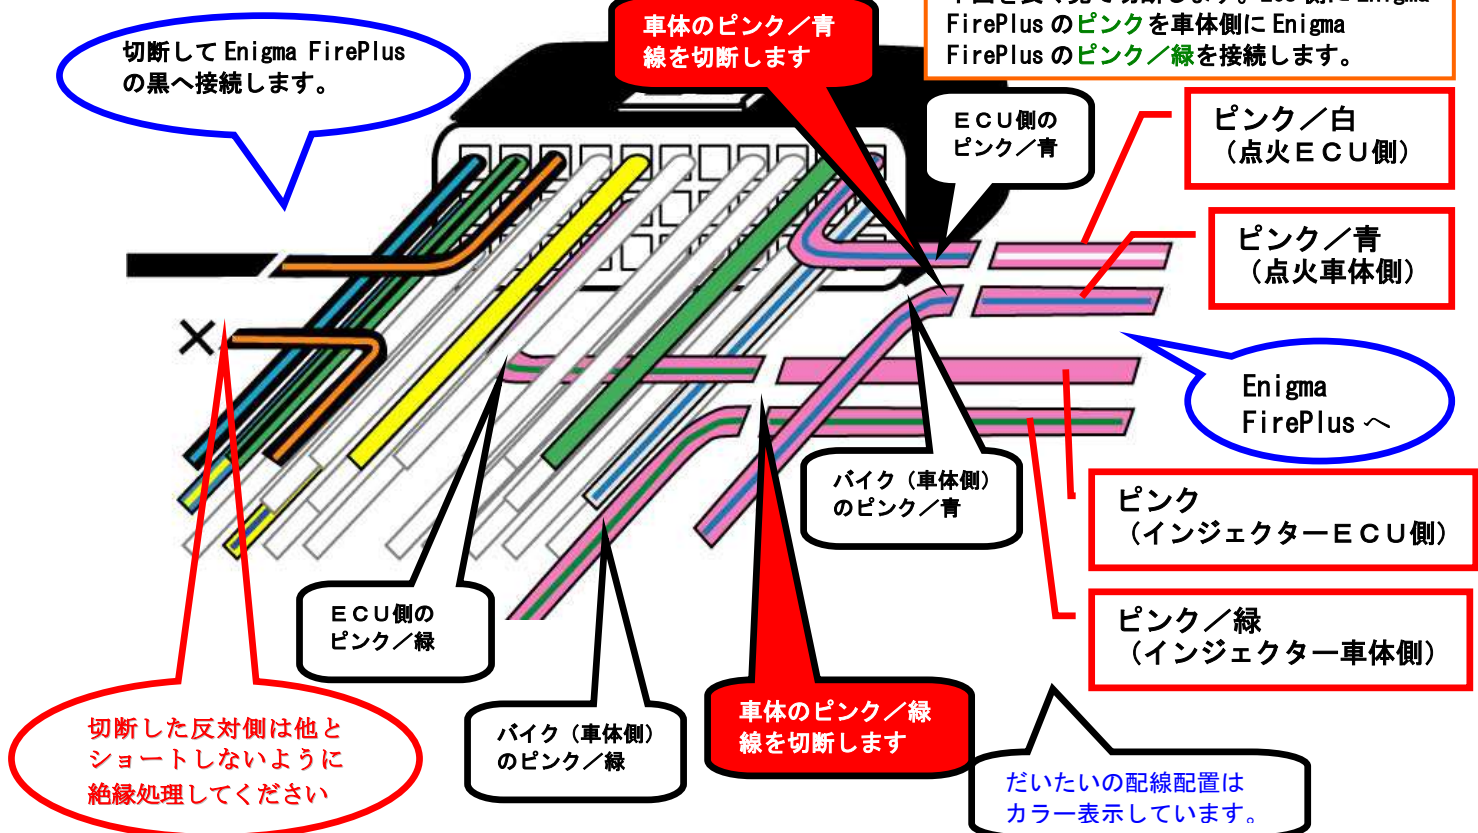 切断して Enigma FirePlus
の黒へ接続します。
車体のピンク／青
線を切断します
FirePlus のピンクを車体側に Enigma
FirePlus のピンク／緑を接続します。
ＥＣＵ側の
ピンク／青
ピンク／白
（点火ＥＣＵ側）
ピンク／青
（点火車体側）
Enigma
FirePlus へ
バイク（車体側）
のピンク／青
ピンク
（インジェクターＥＣＵ側）
ＥＣＵ側の
ピンク／緑
ピンク／緑
（インジェクター車体側）
切断した反対側は他と
ショートしないように
絶縁処理してください
バイク（車体側）
のピンク／緑
車体のピンク／緑
線を切断します
だいたいの配線配置は
カラー表示しています。